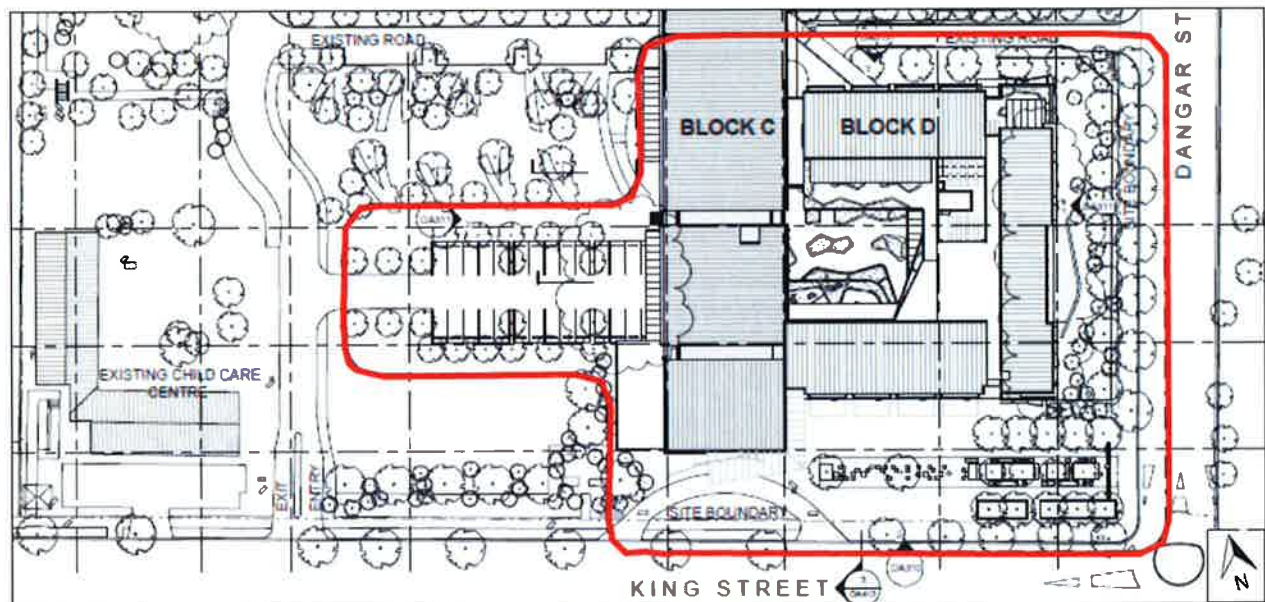 EXISTING ROAD
EXISTING ROAD
DANGAR ST
BLOCK C
BLOCK D
SITE BOUNDARY
EXISTING CHILD CARE
CENTRE
EXIT
ENTRY
SITE BOUNDARY
KING STREET
N